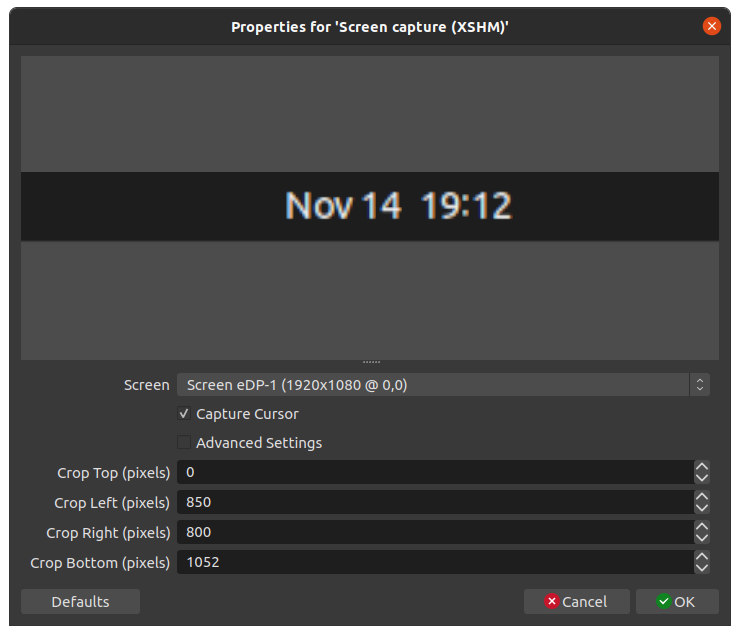 Properties for 'Screen capture (XSHM)'
Nov 14 19:12
Screen Screen eDP-1 (1920x1080 @ 0,0)
Capture Cursor
Advanced Settings
Crop Top (pixels) 0
Crop Left (pixels) 850
Crop Right (pixels) 800
Crop Bottom (pixels) 1052
Defaults Cancel OK